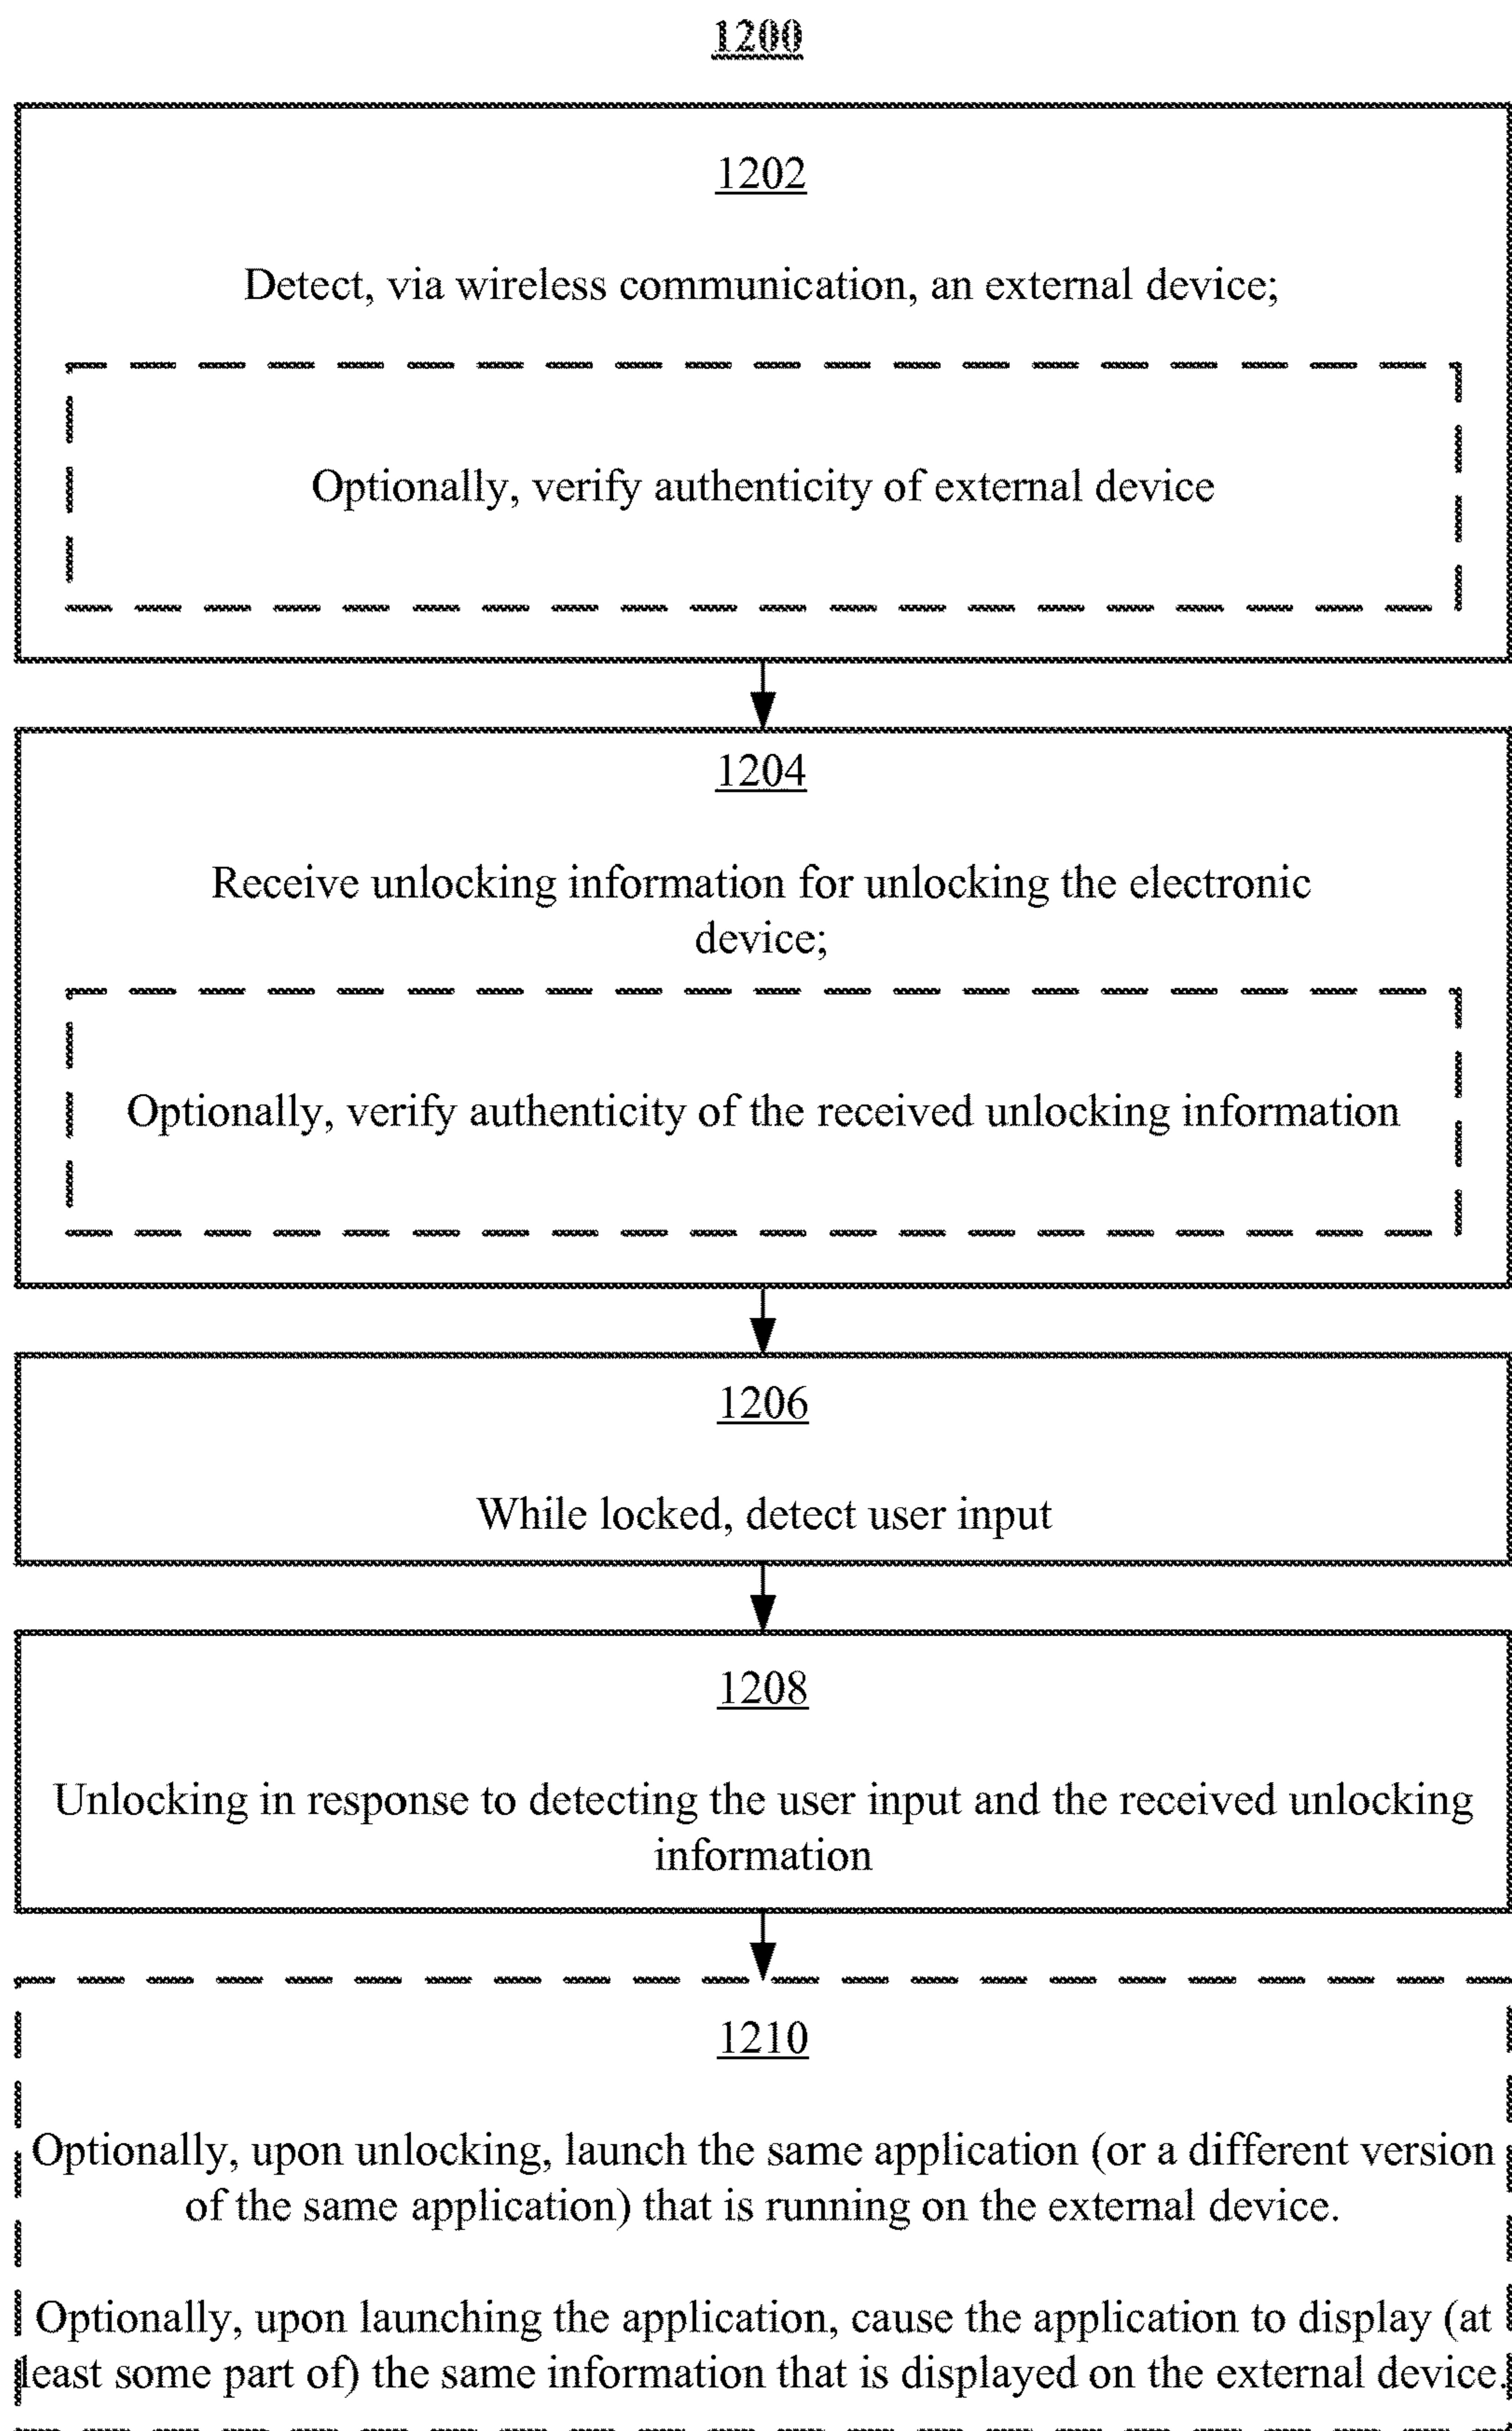 1200
1202
Detect, via wireless communication, an external device;
Optionally, verify authenticity of external device
1204
Receive unlocking information for unlocking the electronic
device;
Optionally, verify authenticity of the received unlocking information
1206
While locked, detect user input
1208
Unlocking in response to detecting the user input and the received unlocking
information
1210
Optionally, upon unlocking, launch the same application (or a different version
of the same application) that is running on the external device.
Optionally, upon launching the application, cause the application to display (at
least some part of) the same information that is displayed on the external device.